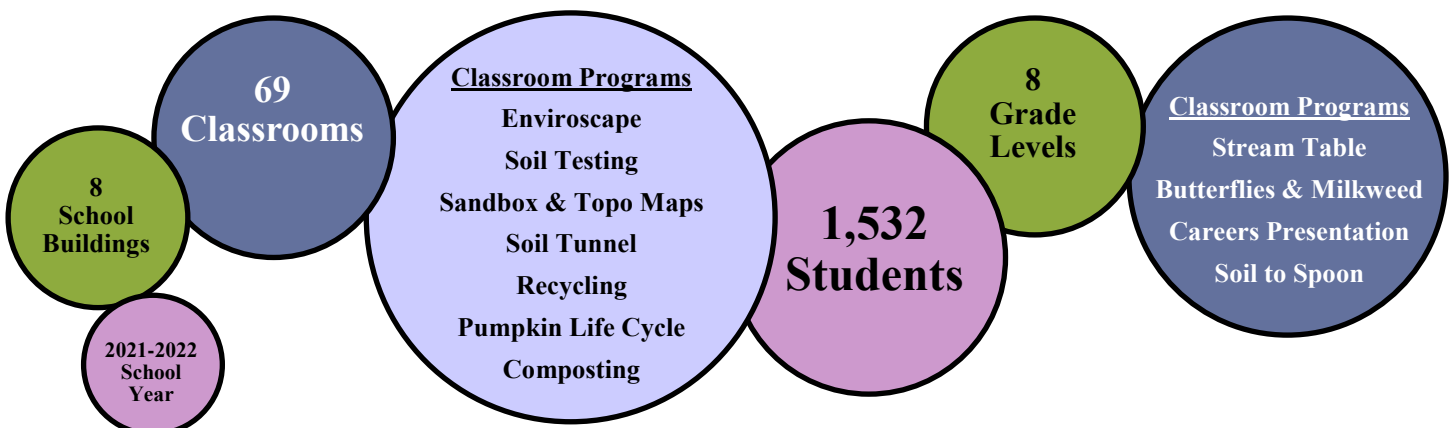 8
School
Buildings
2021-2022
School
Year
69
Classrooms
Classroom Programs
Enviroscape
Soil Testing
Sandbox & Topo Maps
Soil Tunnel
Recycling
Pumpkin Life Cycle
Composting
1,532
Students
8
Grade
Levels
Classroom Programs
Stream Table
Butterflies & Milkweed
Careers Presentation
Soil to Spoon